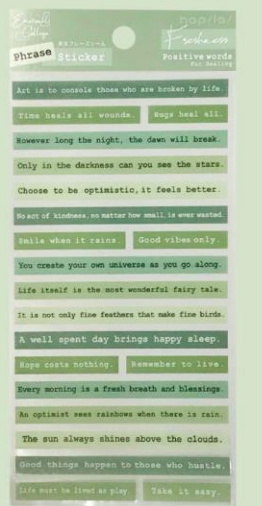 hapi/a/
Phrase
Sticker
Freshness
Positive words
For Healing
Art is to console those who are broken by life.
Time heals all wounds. Hugs heal all.
However long the night, the dawn will break.
Only in the darkness can you see the stars.
Choose to be optimistic, it feels better.
No act of kindness, no matter how small, is ever wasted.
Smile when it rains. Good vibes only.
You create your own universe as you go along.
Life itself is the most wonderful fairy tale.
It is not only fine feathers that make fine birds.
A well spent day brings happy sleep.
Hope costs nothing. Remember to live.
Every morning is a fresh breath and blessings.
An optimist sees rainbows when there is rain.
The sun always shines above the clouds.
Good things happen to those who hustle.
Life must be lived as play. Take it easy.